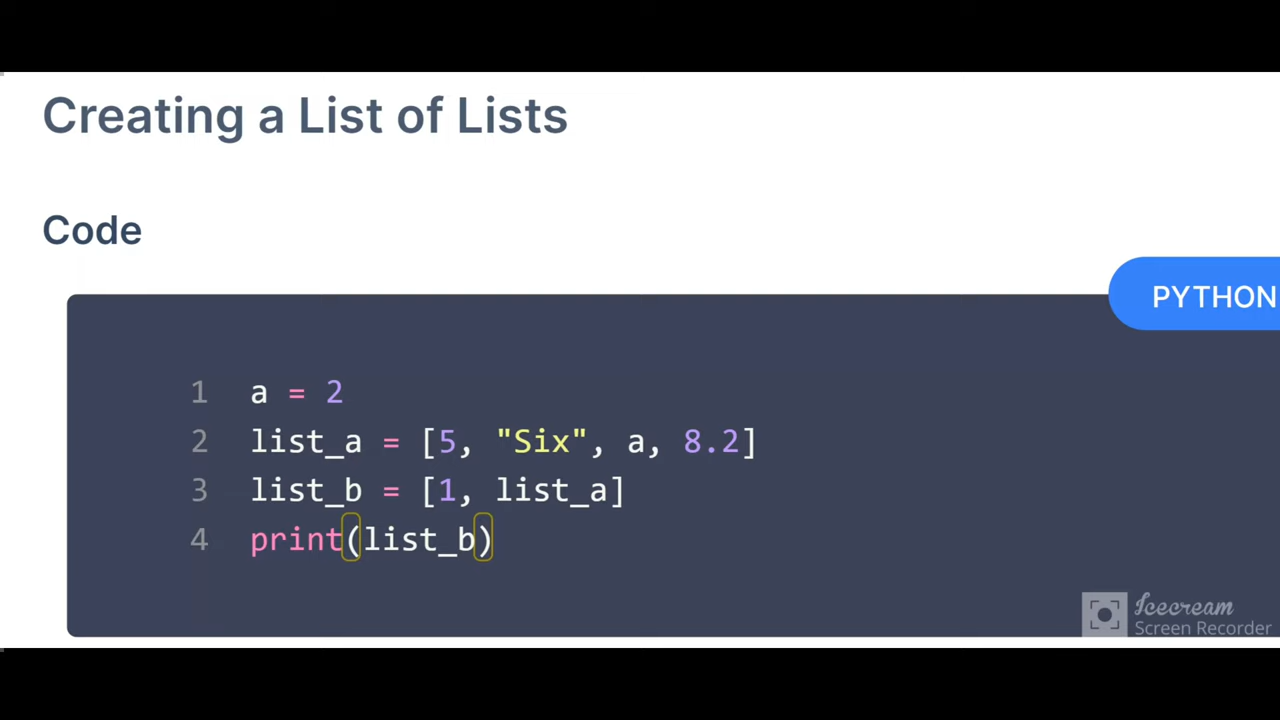 Creating a List of Lists
Code
PYTHON
1 a = 2
2 list_a = [5, "Six", a, 8.2]
3 list_b = [1, list_a]
4 print(list_b)
Icecream
Screen Recorder